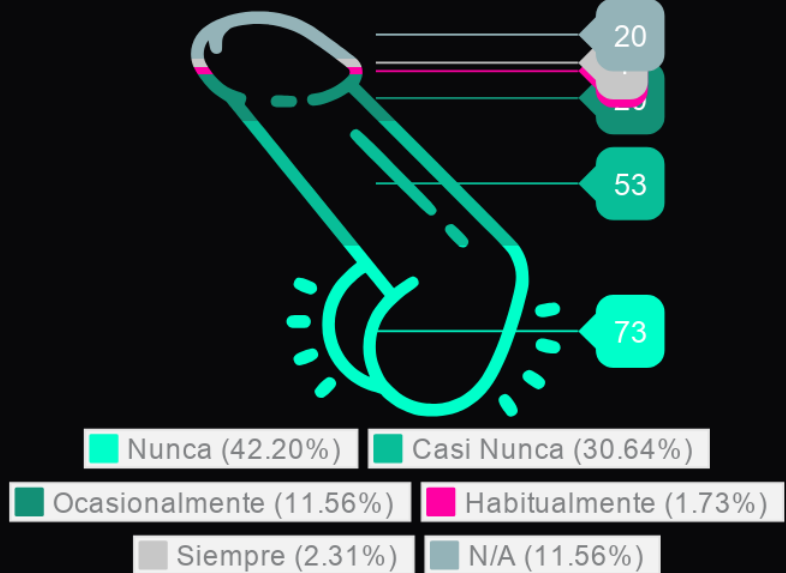 20
53
73
Nunca (42.20%) Casi Nunca (30.64%)
Ocasionalmente (11.56%) Habitualmente (1.73%)
Siempre (2.31%) N/A (11.56%)